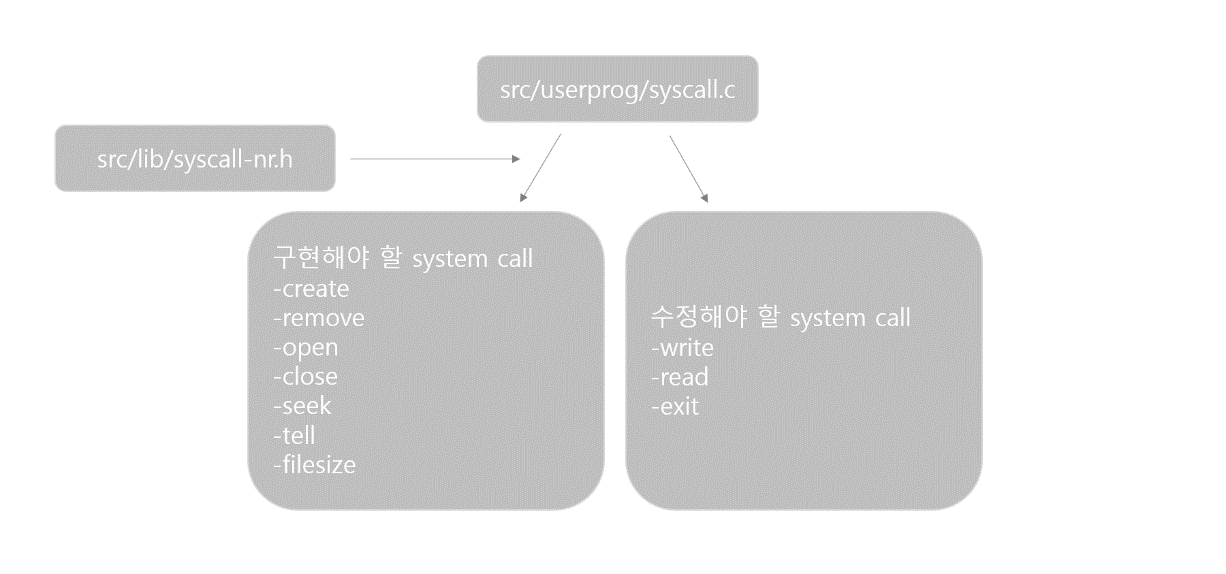 src/userprog/syscall.c
src/lib/syscall-nr.h
구현해야 할 system call
-create
-remove
-open
-close
-seek
-tell
-filesize
수정해야 할 system call
-write
-read
-exit